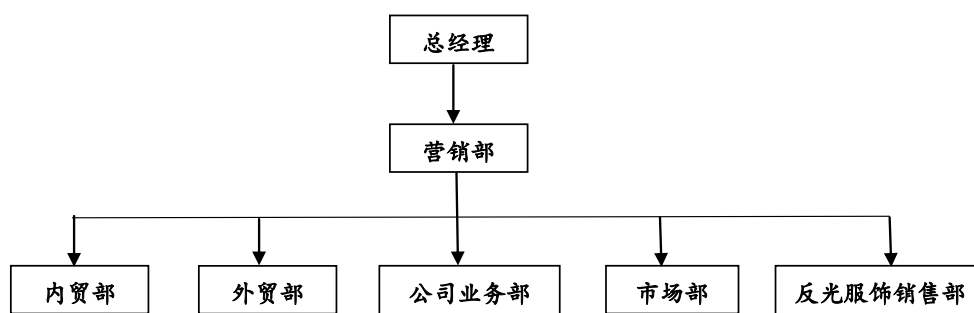 总经理
营销部
内贸部
外贸部
公司业务部
市场部
反光服饰销售部